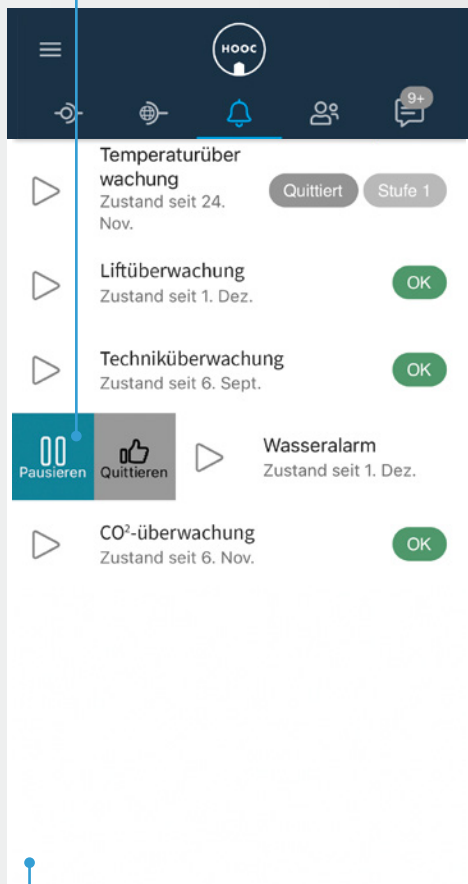 HOOC
9+
Temperaturüber
wachung
Zustand seit 24.
Nov.
Quittiert
Stufe 1
Liftüberwachung
Zustand seit 1. Dez.
OK
Techniküberwachung
Zustand seit 6. Sept.
OK
Pausieren
Quittieren
Wasseralarm
Zustand seit 1. Dez.
CO²-überwachung
Zustand seit 6. Nov.
OK